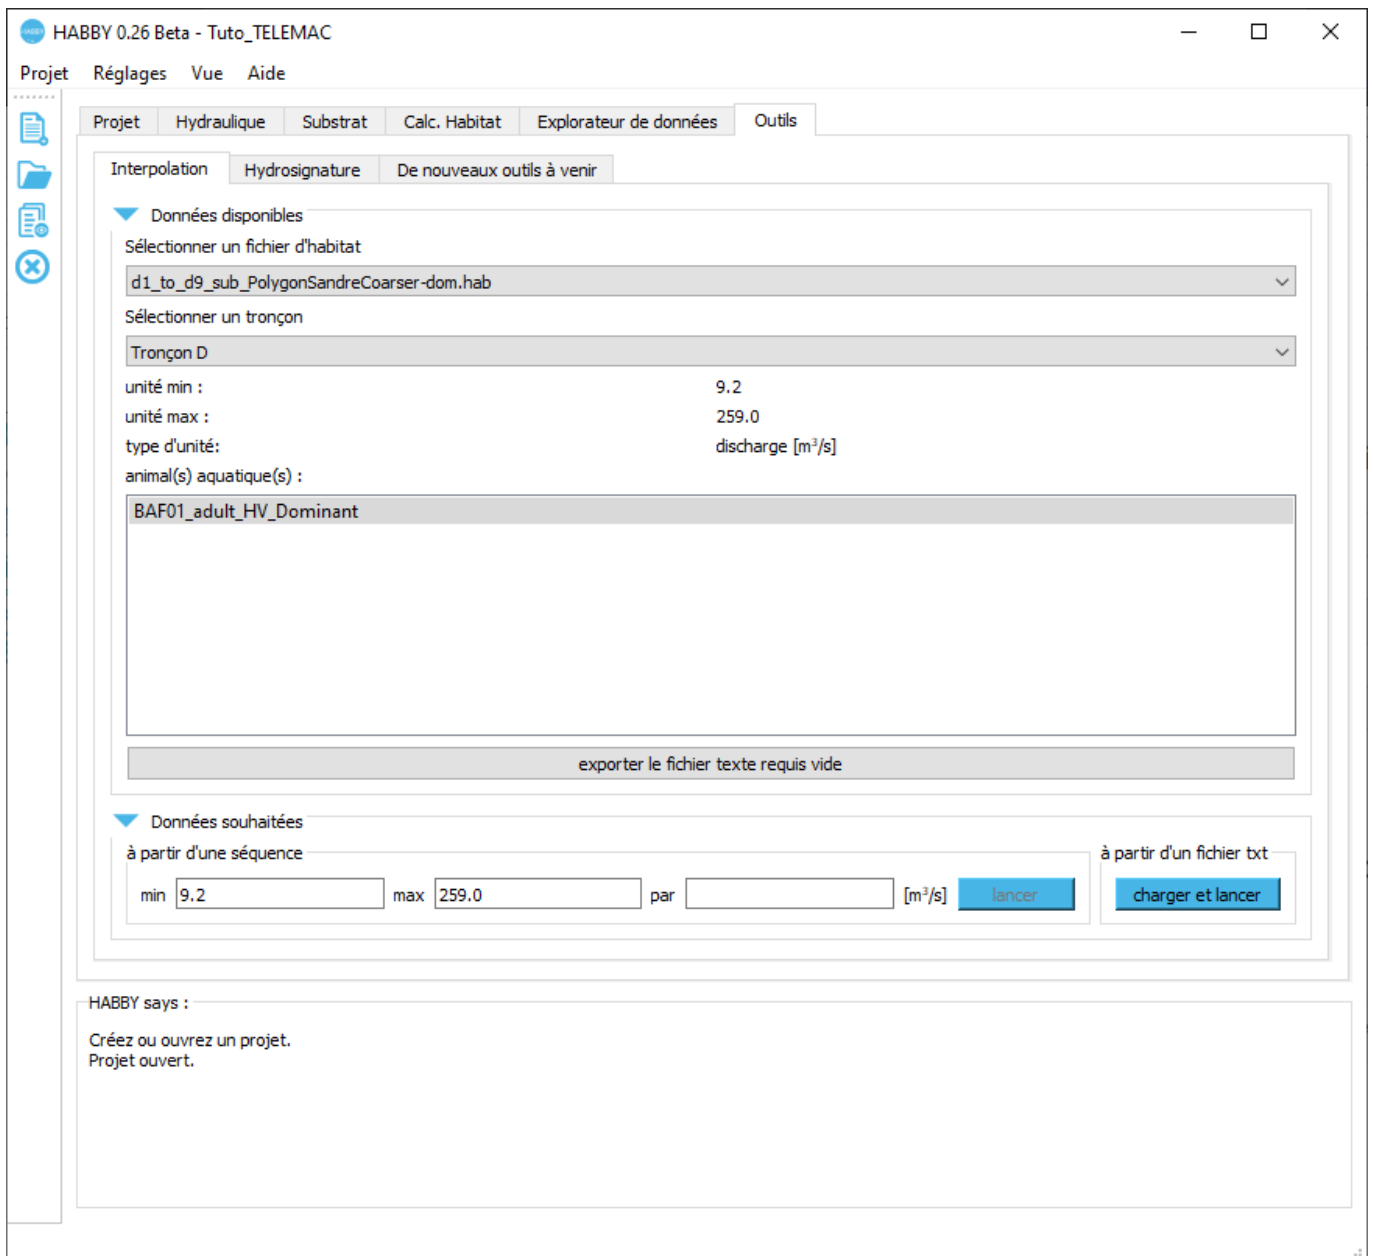 HABBY 0.26 Beta - Tuto_TELEMAC
Projet Réglages Vue Aide
Projet Hydraulique Substrat Calc. Habitat Explorateur de données Outils
Interpolation Hydrosignature De nouveaux outils à venir
Données disponibles
Sélectionner un fichier d'habitat
d1_to_d9_sub_PolygonSandreCoarser-dom.hab
Sélectionner un tronçon
Tronçon D
unité min : 9.2
unité max : 259.0
type d'unité: discharge [m³/s]
animal(s) aquatique(s) :
BAF01_adult_HV_Dominant
exporter le fichier texte requis vide
Données souhaitées
à partir d'une séquence à partir d'un fichier txt
min 9.2 max 259.0 par [m³/s] lancer charger et lancer
HABBY says :
Créez ou ouvrez un projet.
Projet ouvert.